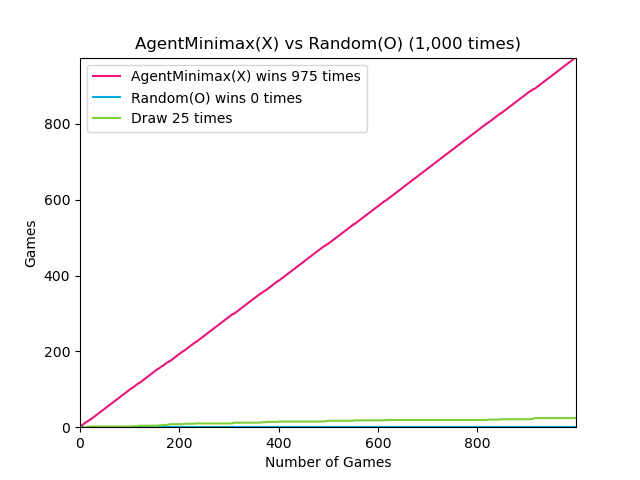 AgentMinimax(X) vs Random(O) (1,000 times)
AgentMinimax(X) wins 975 times
Random(O) wins 0 times
Draw 25 times
Games
800
600
400
200
0
0 200 400 600 800
Number of Games